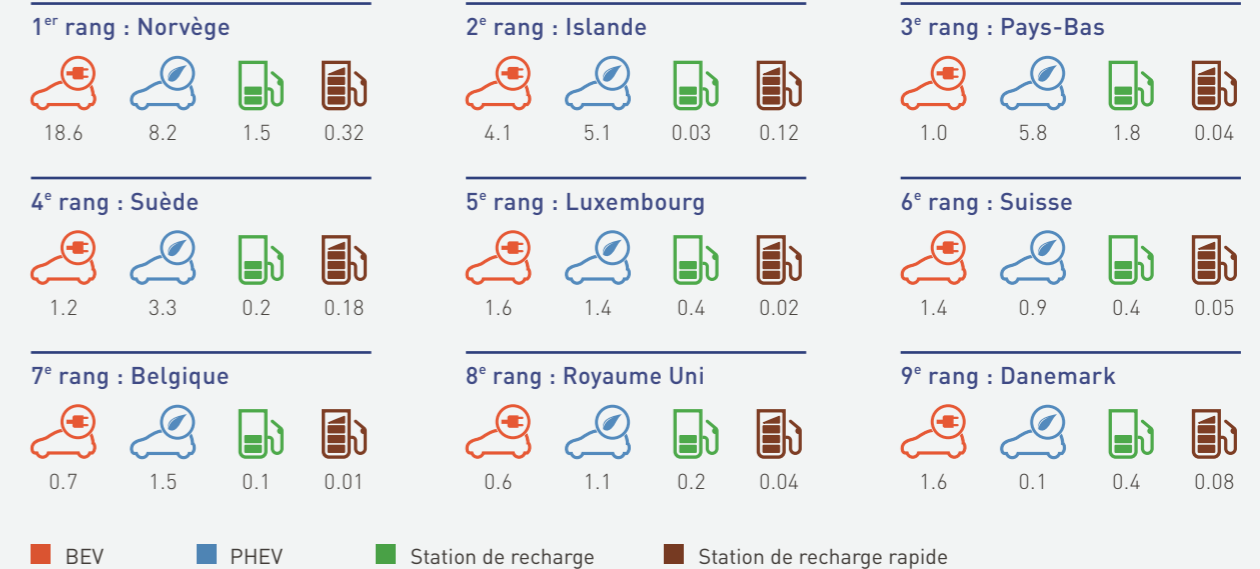 1er rang : Norvège
18.6 8.2 1.5 0.32
2e rang : Islande
4.1 5.1 0.03 0.12
3e rang : Pays-Bas
1.0 5.8 1.8 0.04
4e rang : Suède
1.2 3.3 0.2 0.18
5e rang : Luxembourg
1.6 1.4 0.4 0.02
6e rang : Suisse
1.4 0.9 0.4 0.05
7e rang : Belgique
0.7 1.5 0.1 0.01
8e rang : Royaume Uni
0.6 1.1 0.2 0.04
9e rang : Danemark
1.6 0.1 0.4 0.08
BEV PHEV Station de recharge Station de recharge rapide